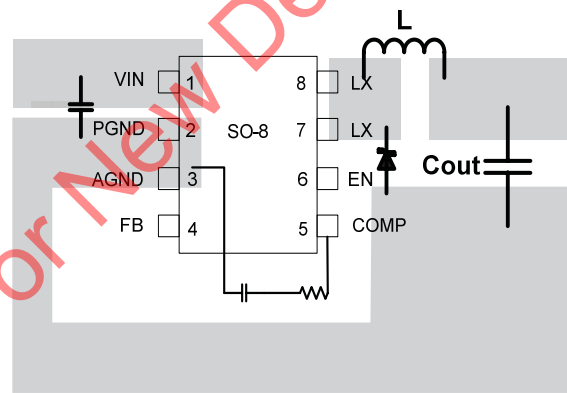 L
VIN 1 8 LX
PGND 2 SO-8 7 LX
AGND 3 6 EN
Cout
FB 4 5 COMP
or New De